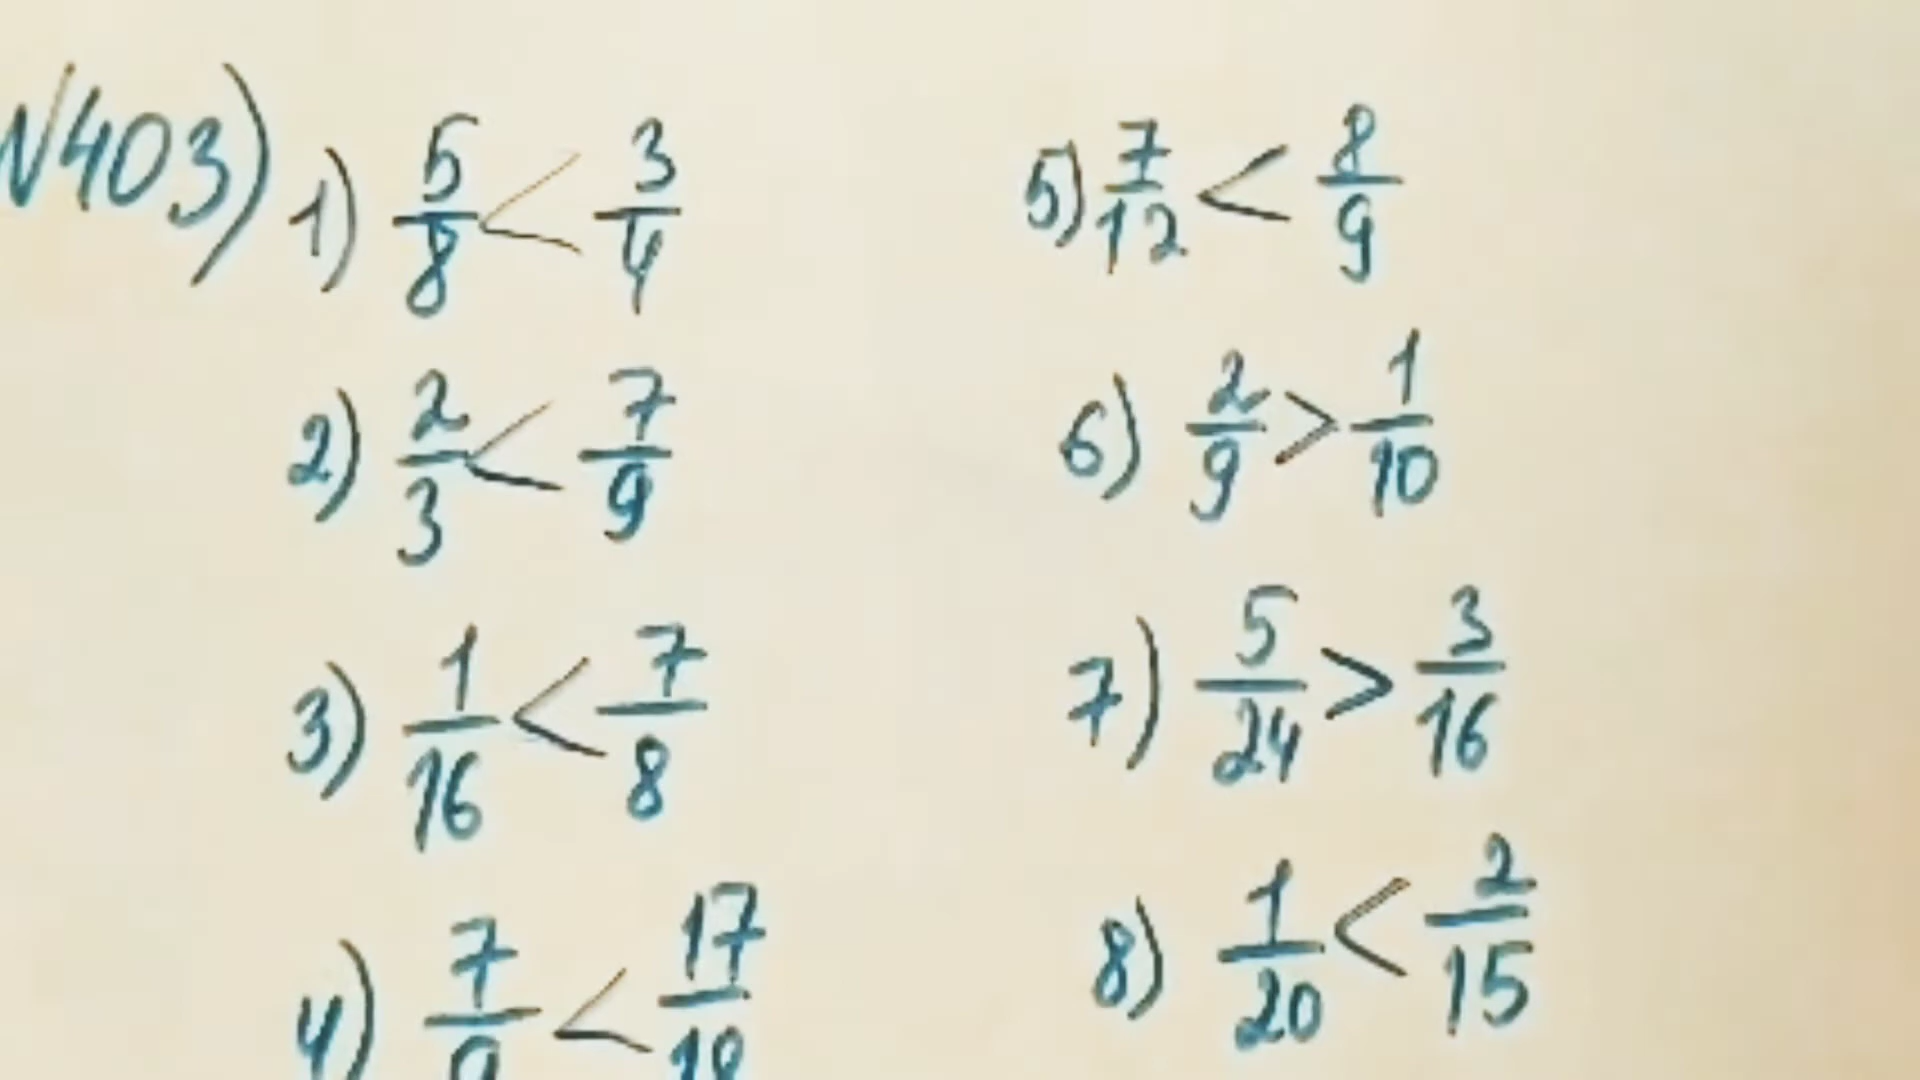 №403) 1) 5/8 < 3/4
2) 2/3 < 7/9
3) 1/16 < 7/8
4) 7/9 < 17/18
5) 7/12 < 8/9
6) 2/9 > 1/10
7) 5/24 > 3/16
8) 1/20 < 2/15